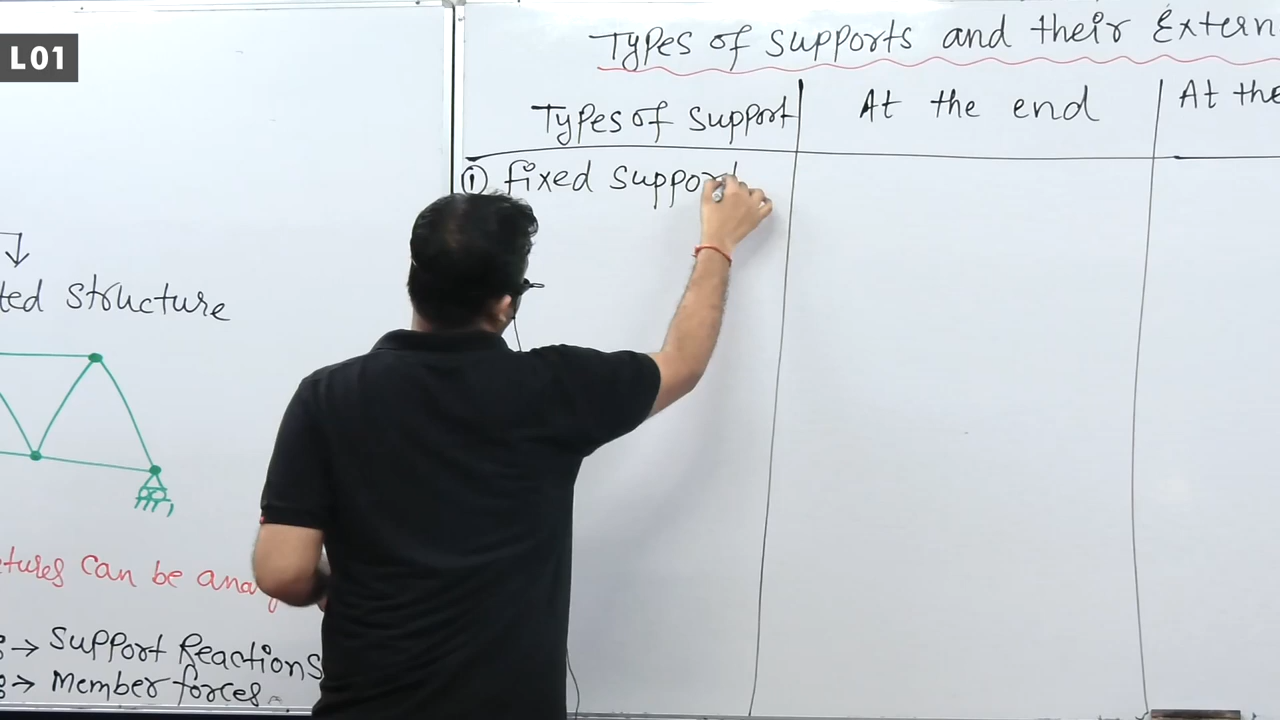 L01
ted structure
ctures can be ana
→ Support Reactions
→ Member forces
Types of supports and their Extern
Types of support
At the end
At the
① fixed support